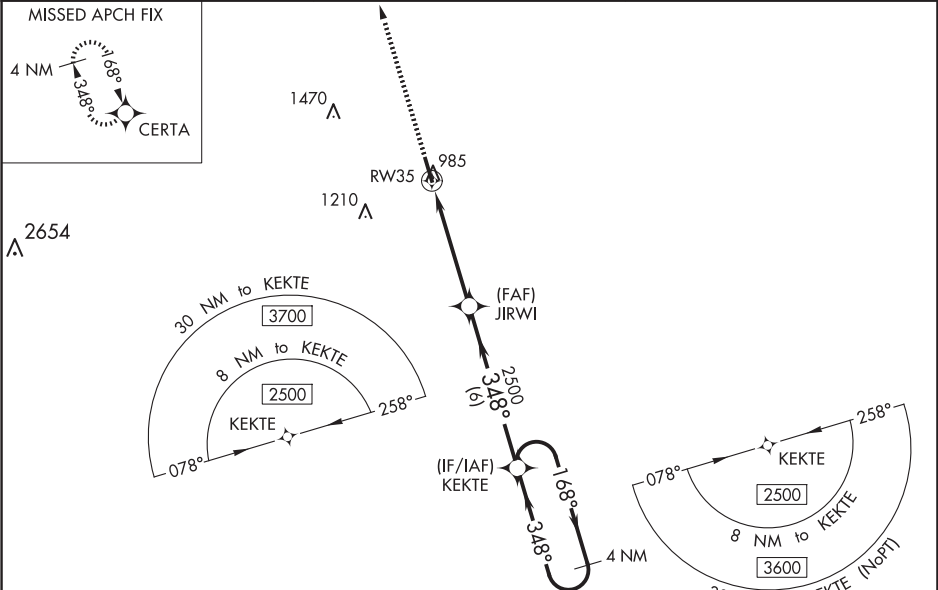 MISSED APCH FIX
4 NM
168°
348°
CERTA
1470
985
RW35
1210
2654
(FAF)
JIRWI
30 NM to KEKTE
3700
8 NM to KEKTE
2500
KEKTE
258°
078°
2500
348°
(6)
(IF/IAF)
KEKTE
168°
348°
4 NM
258°
078°
KEKTE
2500
8 NM to KEKTE
3600
KEKTE (NoPT)